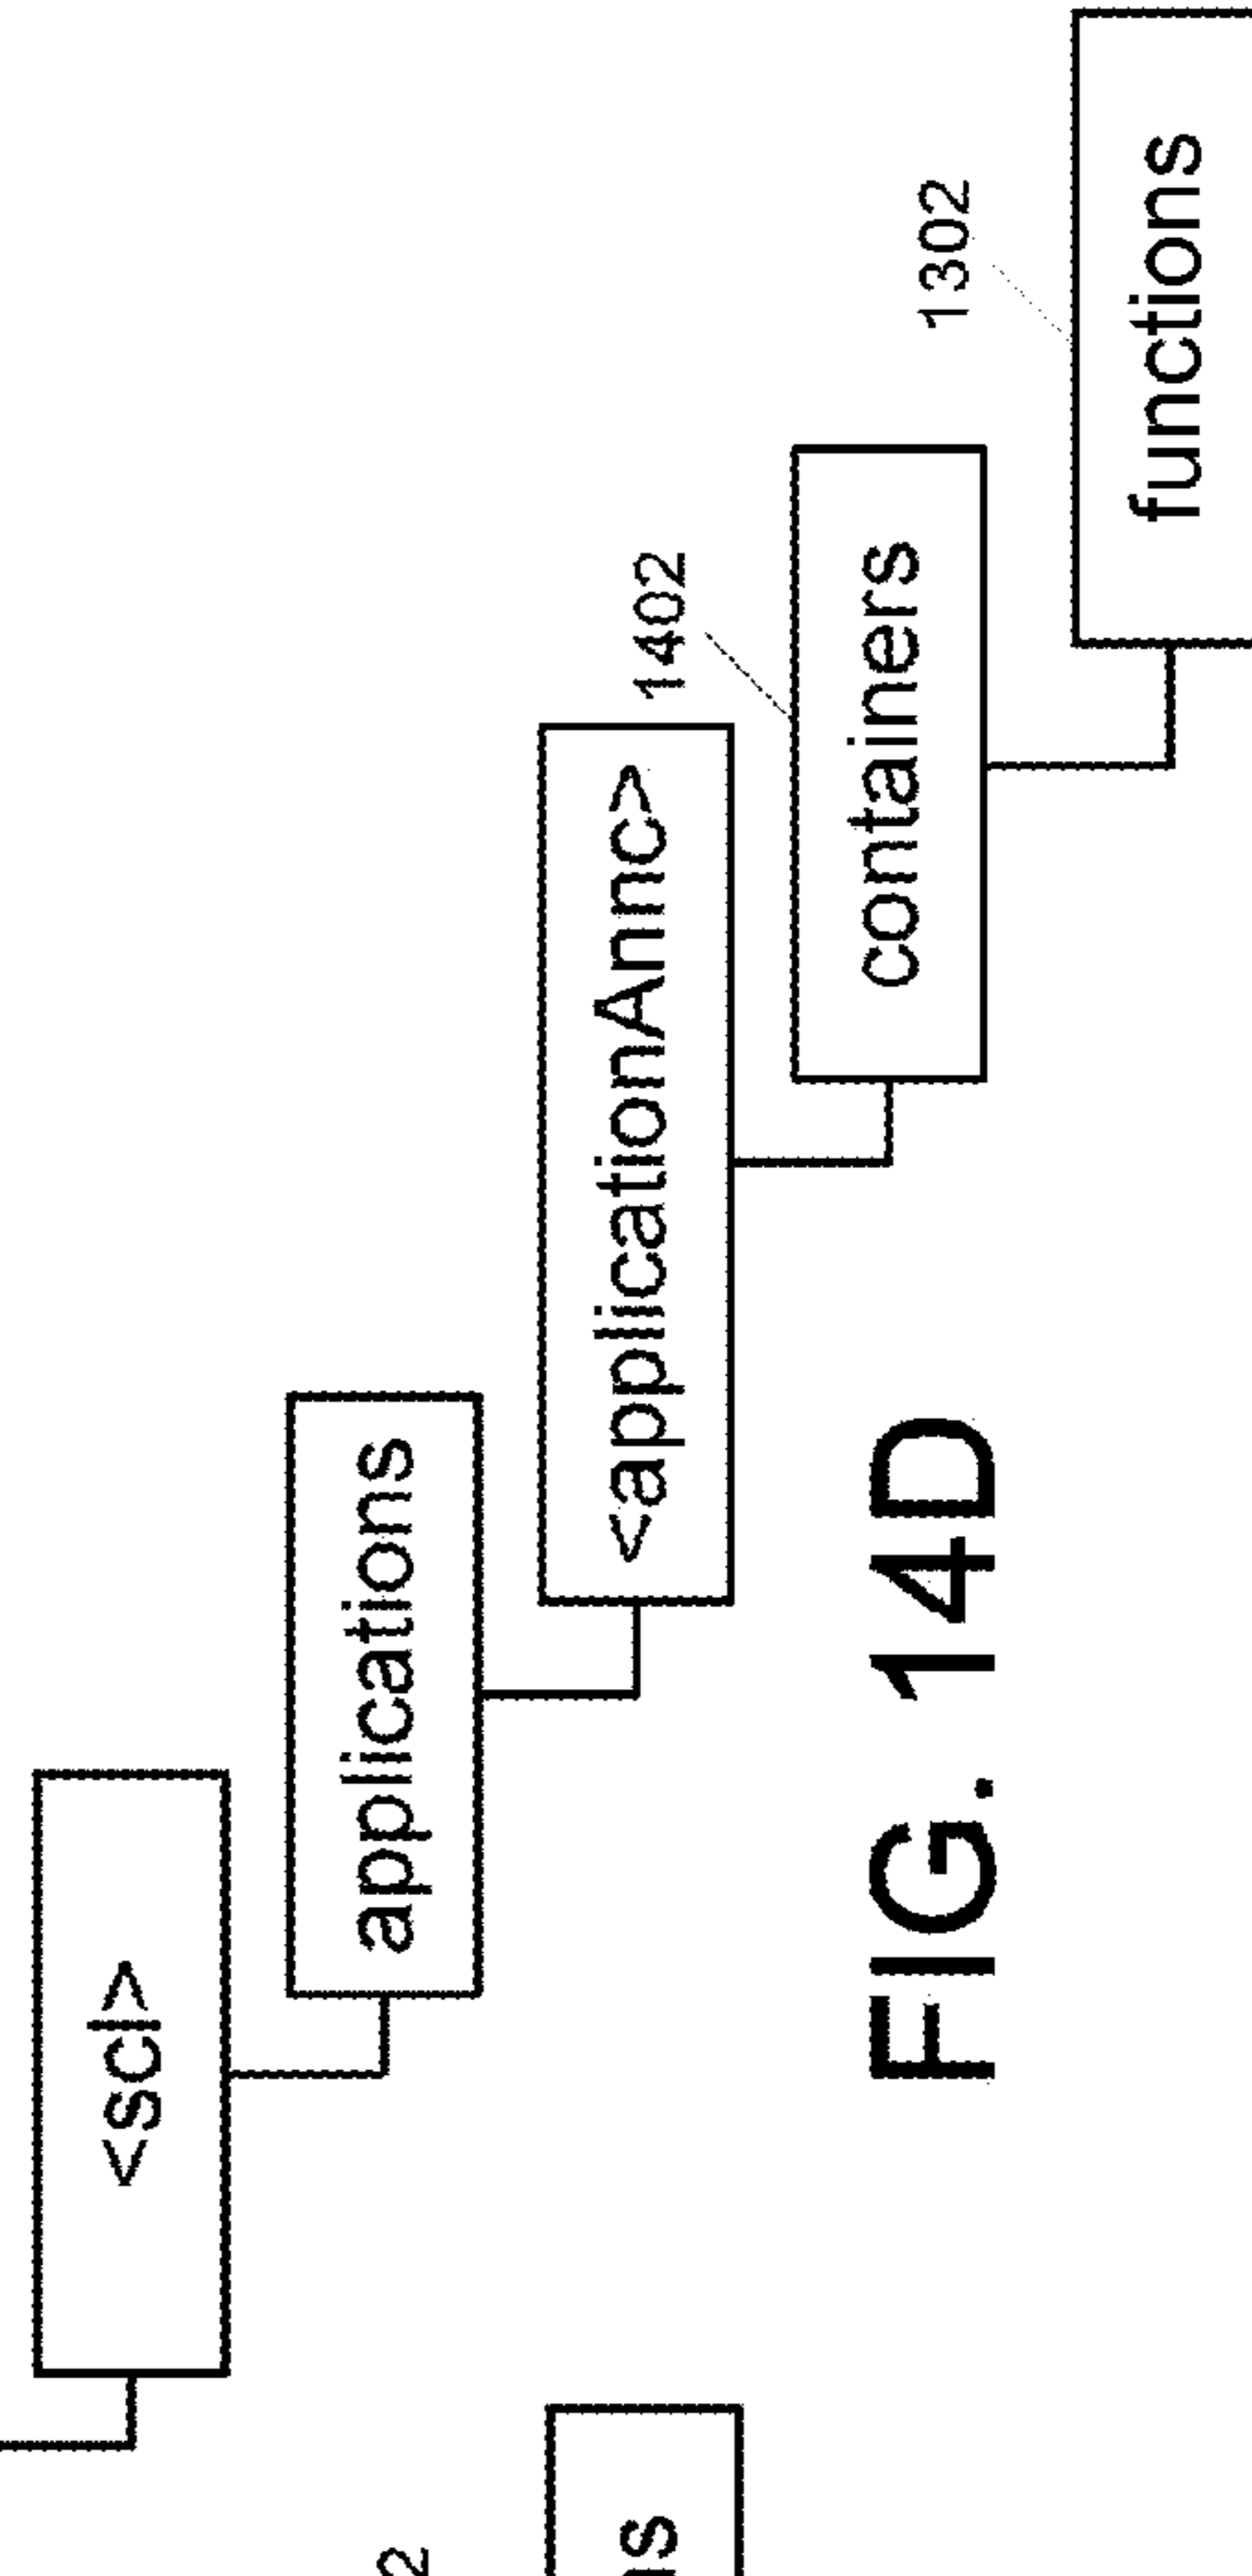 <scl>
applications
<applicationAnnc>
1402
containers
1302
functions
FIG. 14D